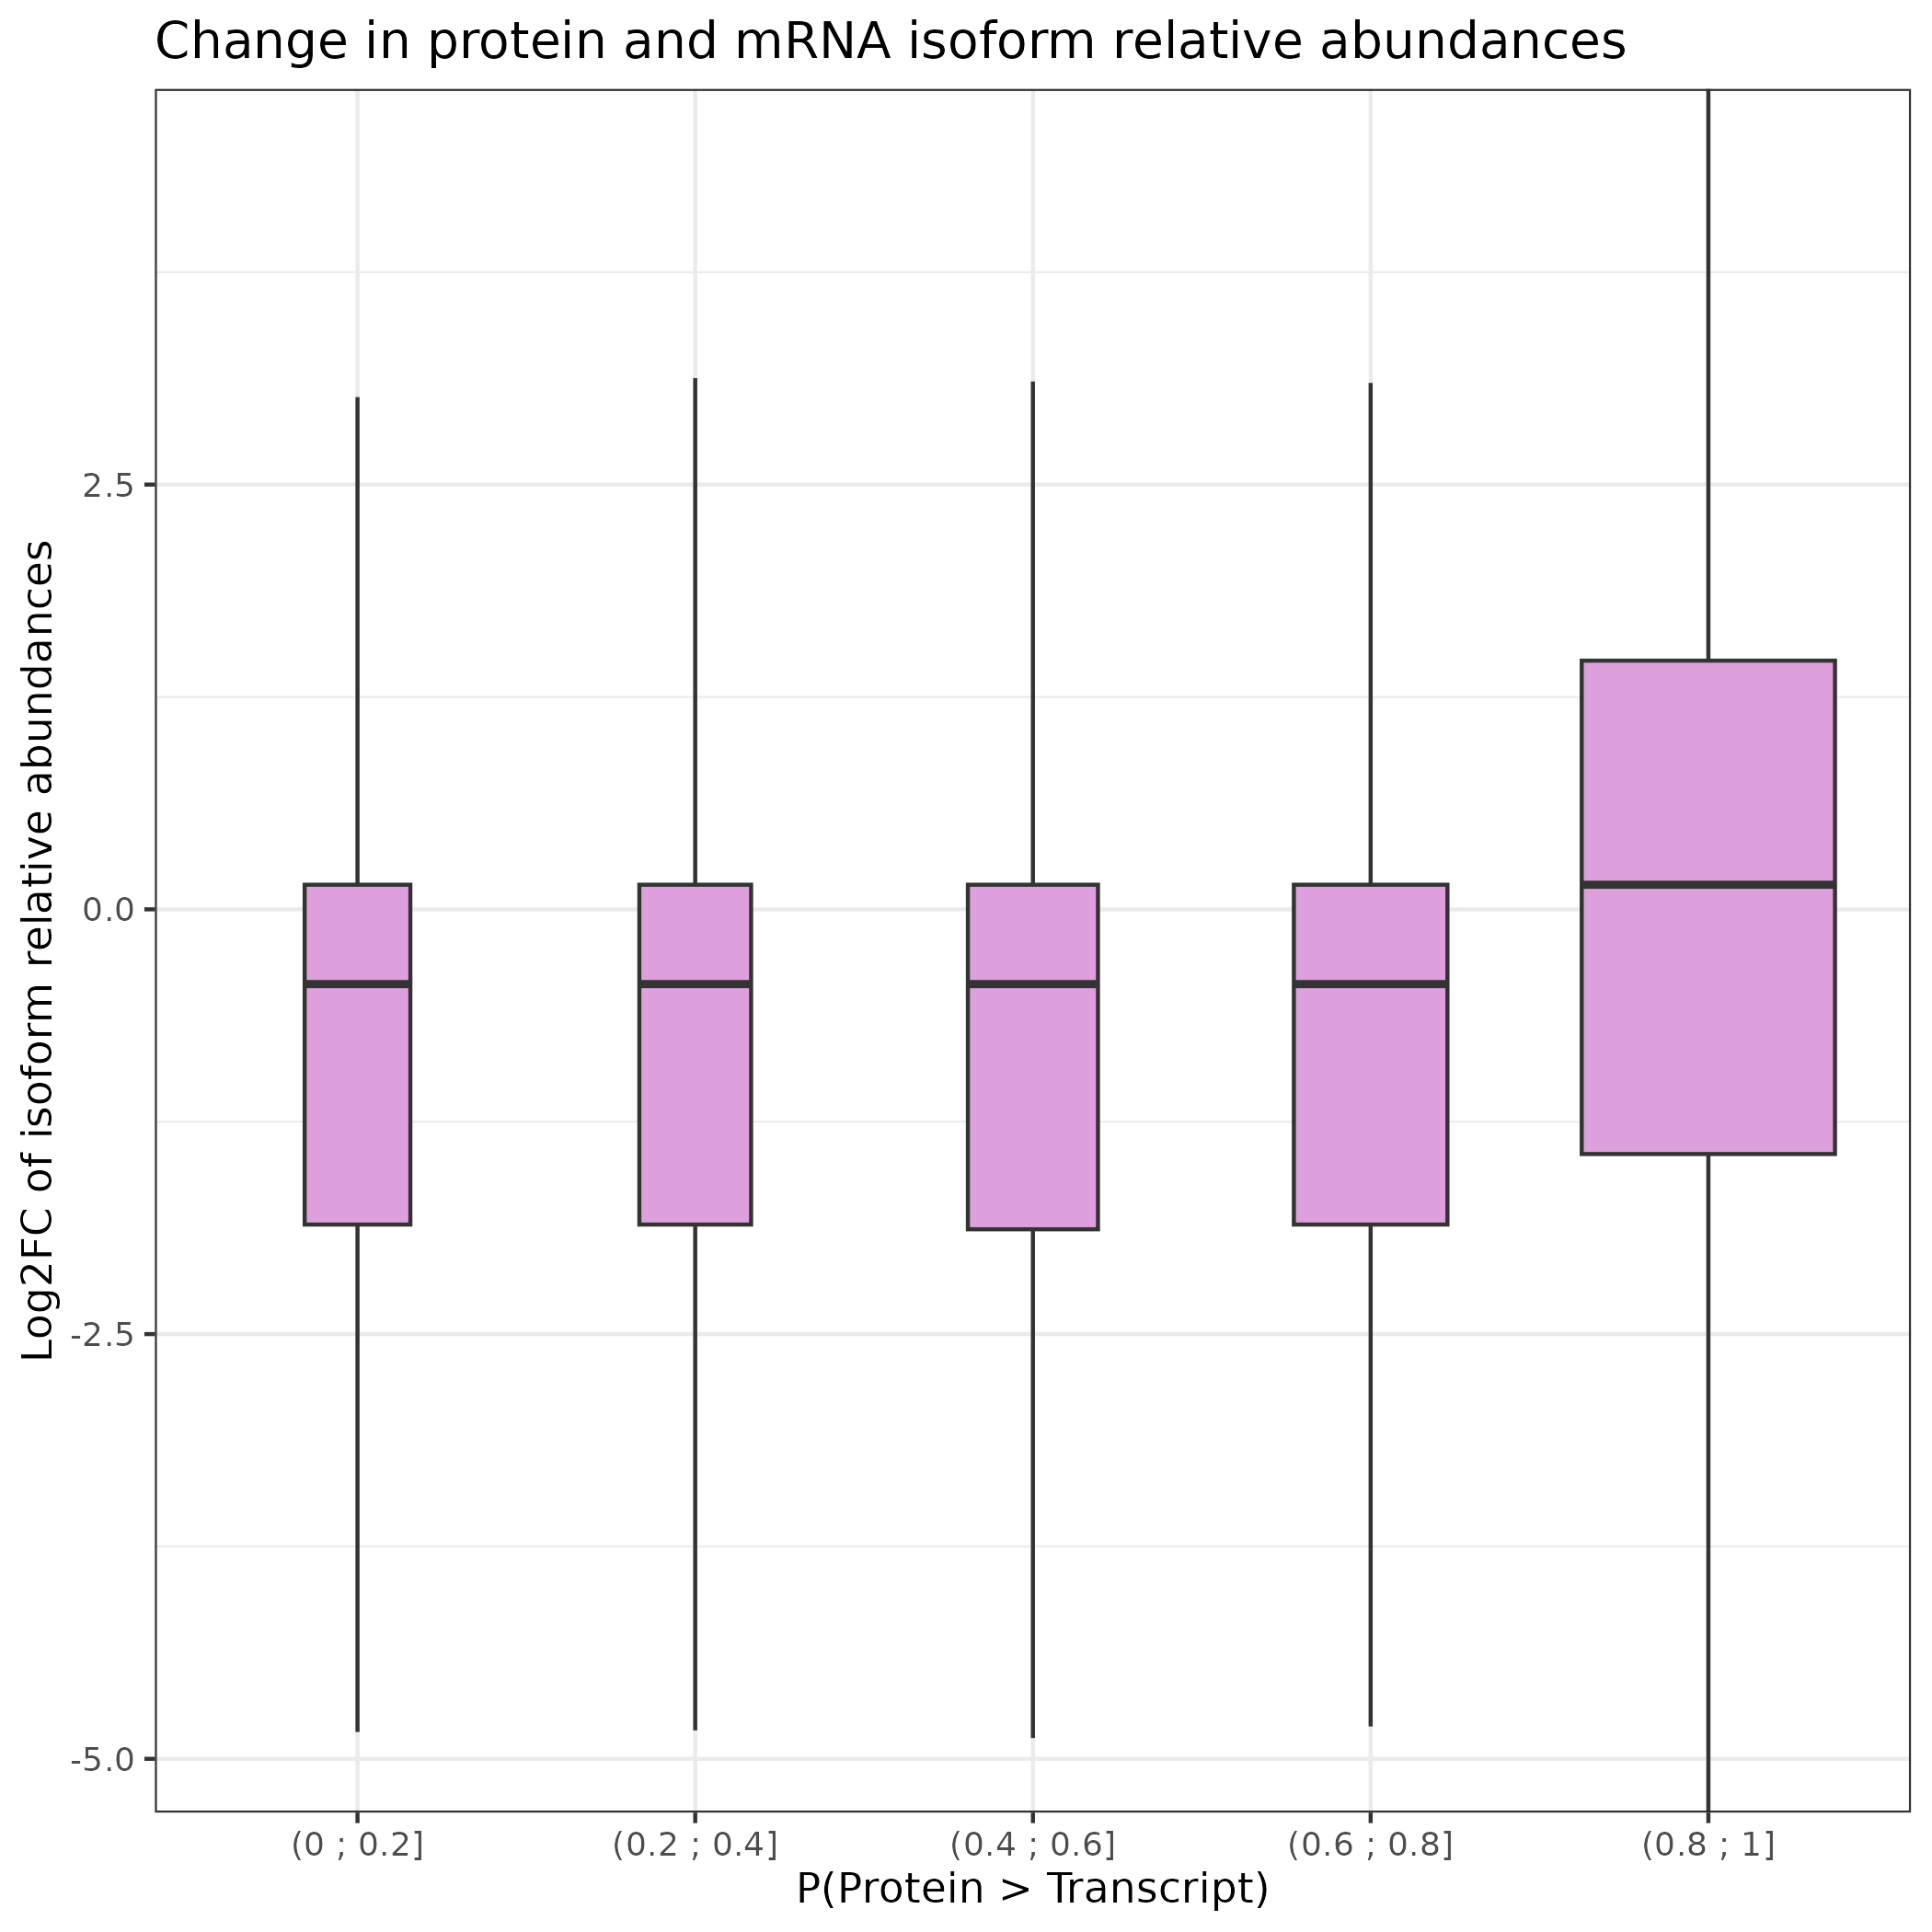 Change in protein and mRNA isoform relative abundances
Log2FC of isoform relative abundances
2.5
0.0
-2.5
-5.0
(0 ; 0.2]
(0.2 ; 0.4]
(0.4 ; 0.6]
(0.6 ; 0.8]
(0.8 ; 1]
P(Protein > Transcript)